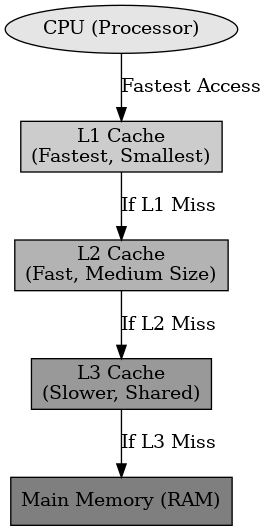 CPU (Processor)
Fastest Access
L1 Cache
(Fastest, Smallest)
If L1 Miss
L2 Cache
(Fast, Medium Size)
If L2 Miss
L3 Cache
(Slower, Shared)
If L3 Miss
Main Memory (RAM)